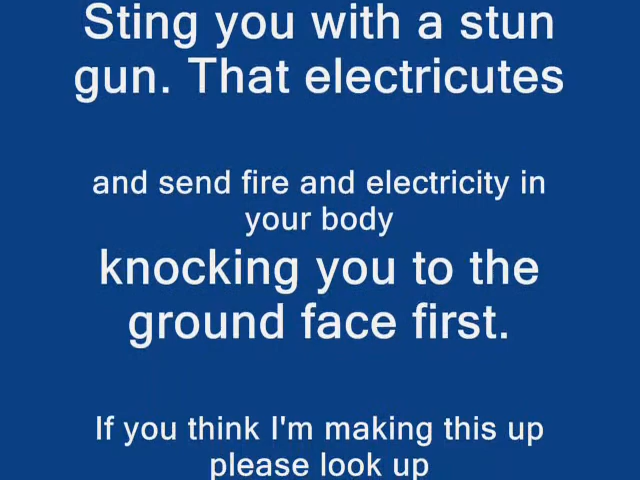 Sting you with a stun
gun. That electricutes
and send fire and electricity in
your body
knocking you to the
ground face first.
If you think I'm making this up
please look up